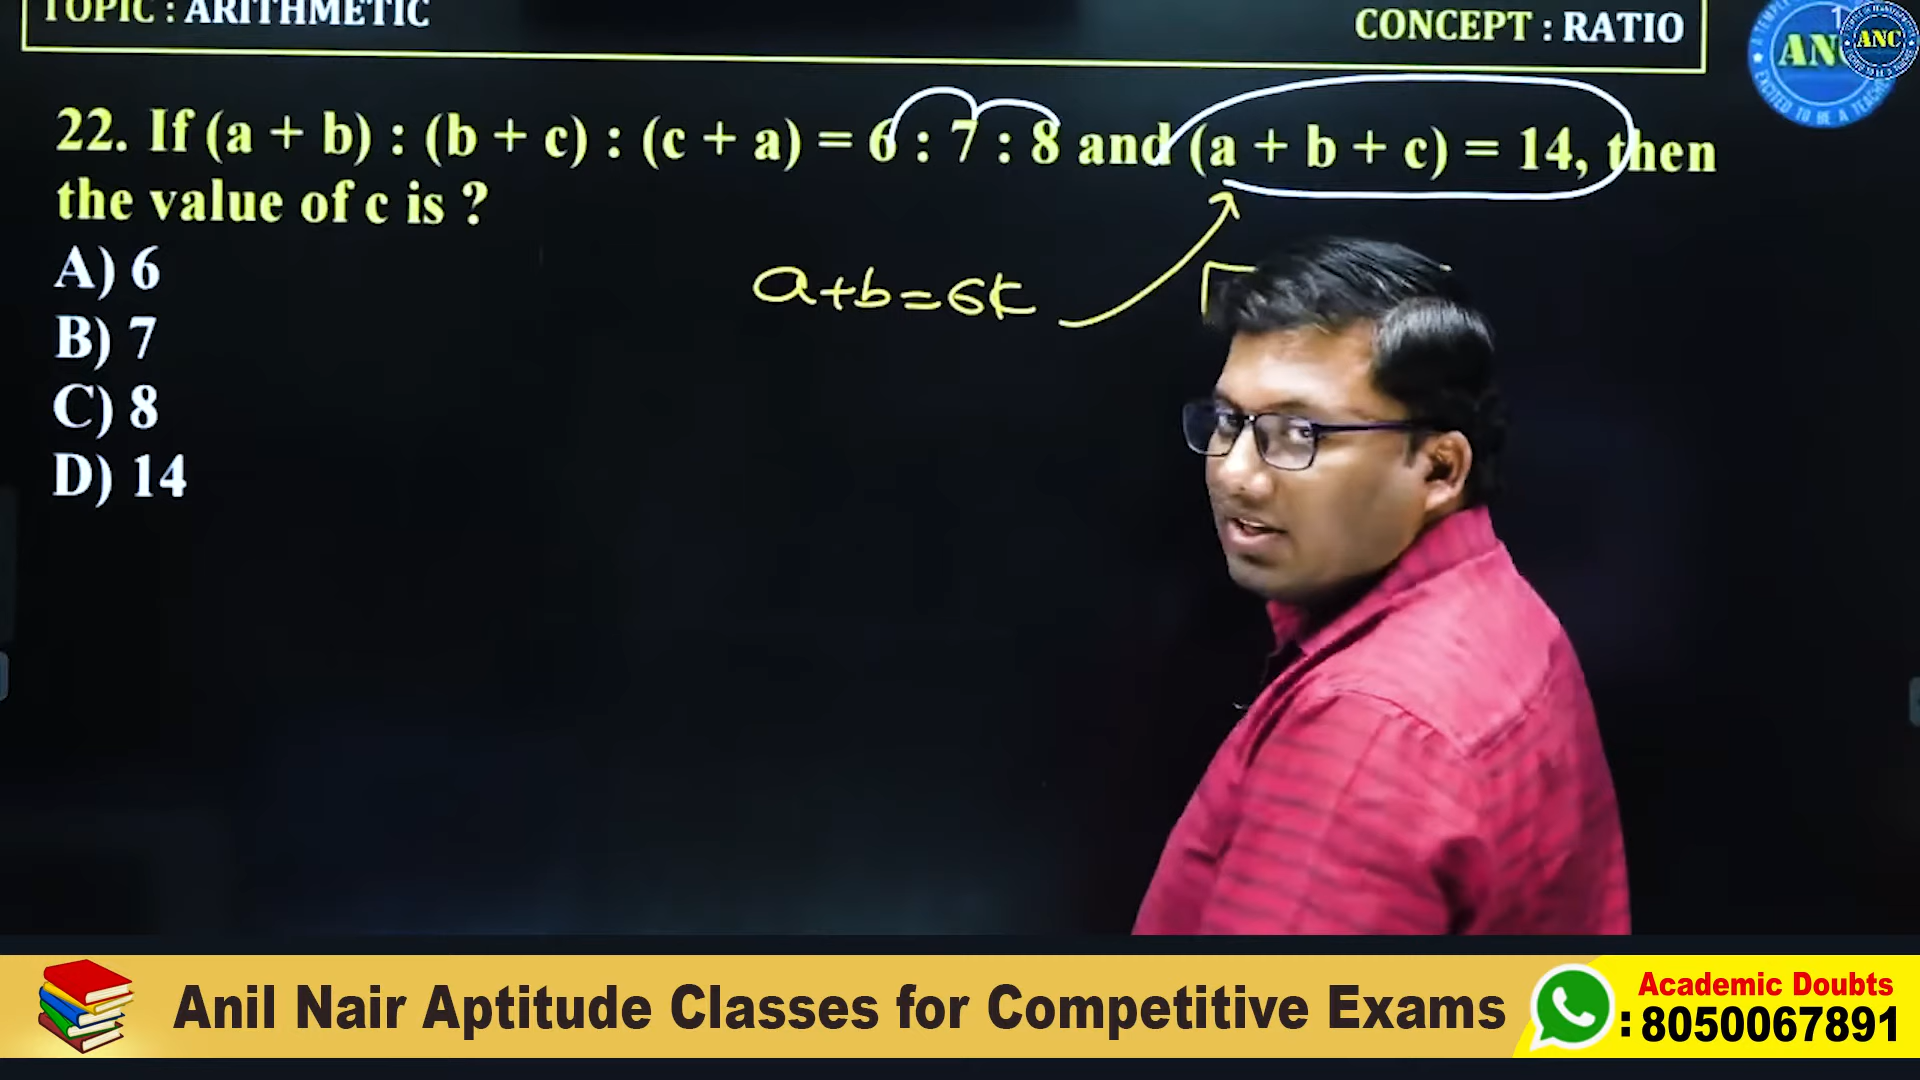 TOPIC : ARITHMETIC
CONCEPT : RATIO
ANC
22. If (a + b) : (b + c) : (c + a) = 6 : 7 : 8 and (a + b + c) = 14, then
the value of c is ?
A) 6
B) 7
C) 8
D) 14
a+b=6k
Anil Nair Aptitude Classes for Competitive Exams
Academic Doubts
: 8050067891